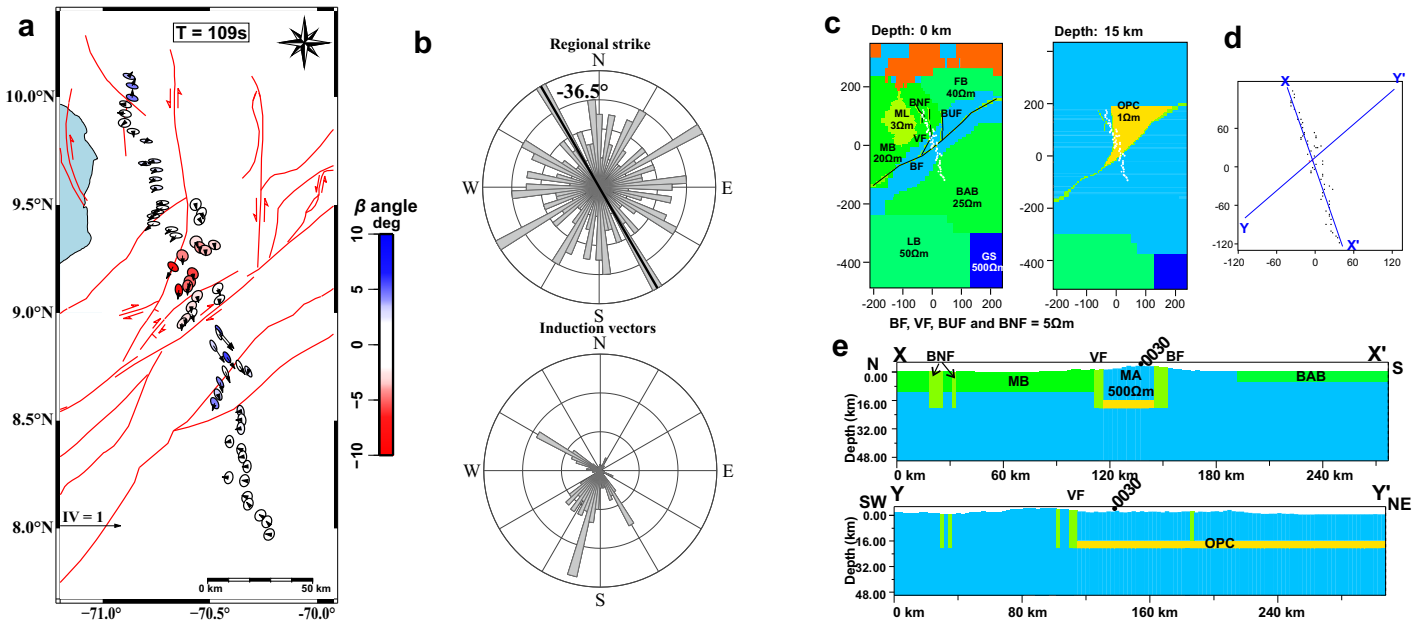 a
T = 109s
10.0°N
9.5°N
9.0°N
8.5°N
8.0°N
IV = 1
0 km
50 km
−71.0°
−70.5°
−70.0°
β angle
deg
10
5
0
−5
−10
b
Regional strike
N
-36.5°
W
E
S
Induction vectors
N
W
E
S
c
Depth: 0 km
200
0
-200
-400
-200
0
200
FB
40Ωm
BNF
ML
3Ωm
BUF
VF
MB
20Ωm
BF
BAB
25Ωm
LB
50Ωm
GS
500Ωm
Depth: 15 km
200
0
-200
-400
-200
0
200
OPC
1Ωm
BF, VF, BUF and BNF = 5Ωm
d
X
Y'
60
0
-60
-120
Y
X'
-120
-60
0
60
120
e
N
X
BNF
VF
0030
BF
X'
S
MB
MA
500Ωm
BAB
Depth (km)
0.00
16.00
32.00
48.00
0 km
60 km
120 km
180 km
240 km
SW
Y
VF
0030
Y'
NE
OPC
Depth (km)
0.00
16.00
32.00
48.00
0 km
80 km
160 km
240 km